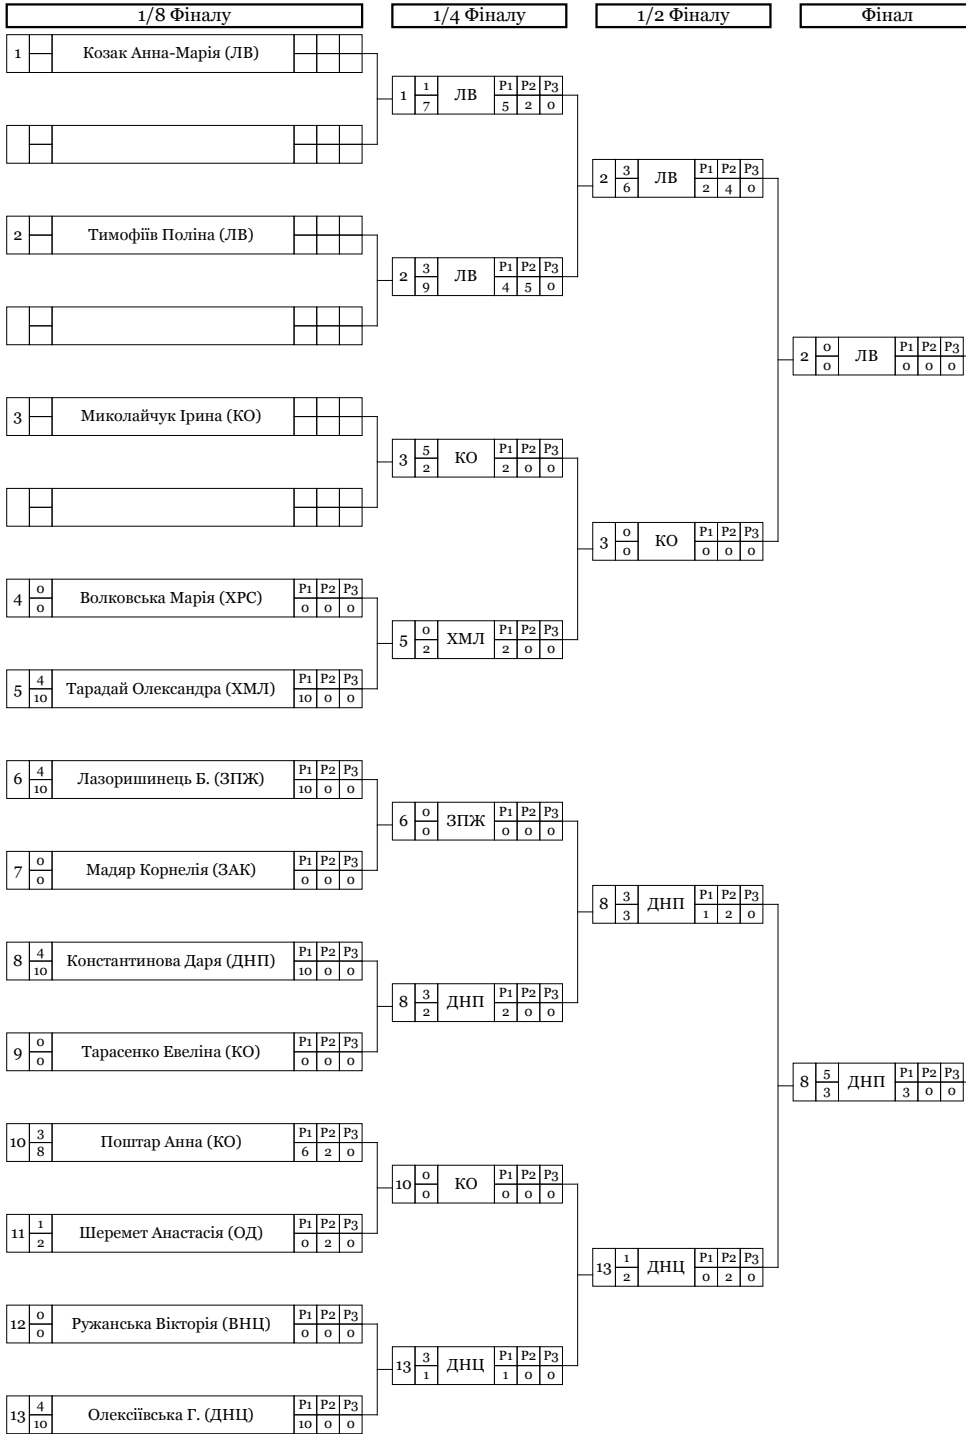 1/8 Фіналу 1/4 Фіналу 1/2 Фіналу Фінал
1 Козак Анна-Марія (ЛВ)
1 1 7 ЛВ P1 P2 P3 5 2 0
2 3 6 ЛВ P1 P2 P3 2 4 0
2 Тимофіїв Поліна (ЛВ)
2 3 9 ЛВ P1 P2 P3 4 5 0
2 0 0 ЛВ P1 P2 P3 0 0 0
3 Миколайчук Ірина (КО)
3 5 2 КО P1 P2 P3 2 0 0
3 0 0 КО P1 P2 P3 0 0 0
4 0 0 Волковська Марія (ХРС) P1 P2 P3 0 0 0
5 0 2 ХМЛ P1 P2 P3 2 0 0
5 4 10 Тарадай Олександра (ХМЛ) P1 P2 P3 10 0 0
6 4 10 Лазоришинець Б. (ЗПЖ) P1 P2 P3 10 0 0
6 0 0 ЗПЖ P1 P2 P3 0 0 0
7 0 0 Мадяр Корнелія (ЗАК) P1 P2 P3 0 0 0
8 3 3 ДНП P1 P2 P3 1 2 0
8 4 10 Константинова Даря (ДНП) P1 P2 P3 10 0 0
8 3 2 ДНП P1 P2 P3 2 0 0
9 0 0 Тарасенко Евеліна (КО) P1 P2 P3 0 0 0
8 5 3 ДНП P1 P2 P3 3 0 0
10 3 8 Поштар Анна (КО) P1 P2 P3 6 2 0
10 0 0 КО P1 P2 P3 0 0 0
11 1 2 Шеремет Анастасія (ОД) P1 P2 P3 0 2 0
13 1 2 ДНЦ P1 P2 P3 0 2 0
12 0 0 Ружанська Вікторія (ВНЦ) P1 P2 P3 0 0 0
13 3 1 ДНЦ P1 P2 P3 1 0 0
13 4 10 Олексіївська Г. (ДНЦ) P1 P2 P3 10 0 0